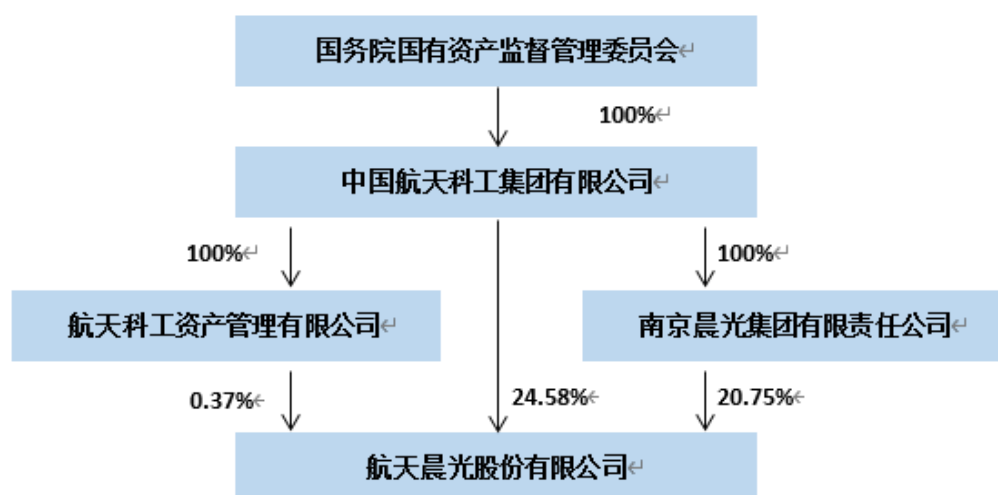 国务院国有资产监督管理委员会↵
100%↵
中国航天科工集团有限公司↵
100%↵
100%↵
航天科工资产管理有限公司↵
南京晨光集团有限责任公司↵
0.37%←
24.58%←
20.75%←
航天晨光股份有限公司↵